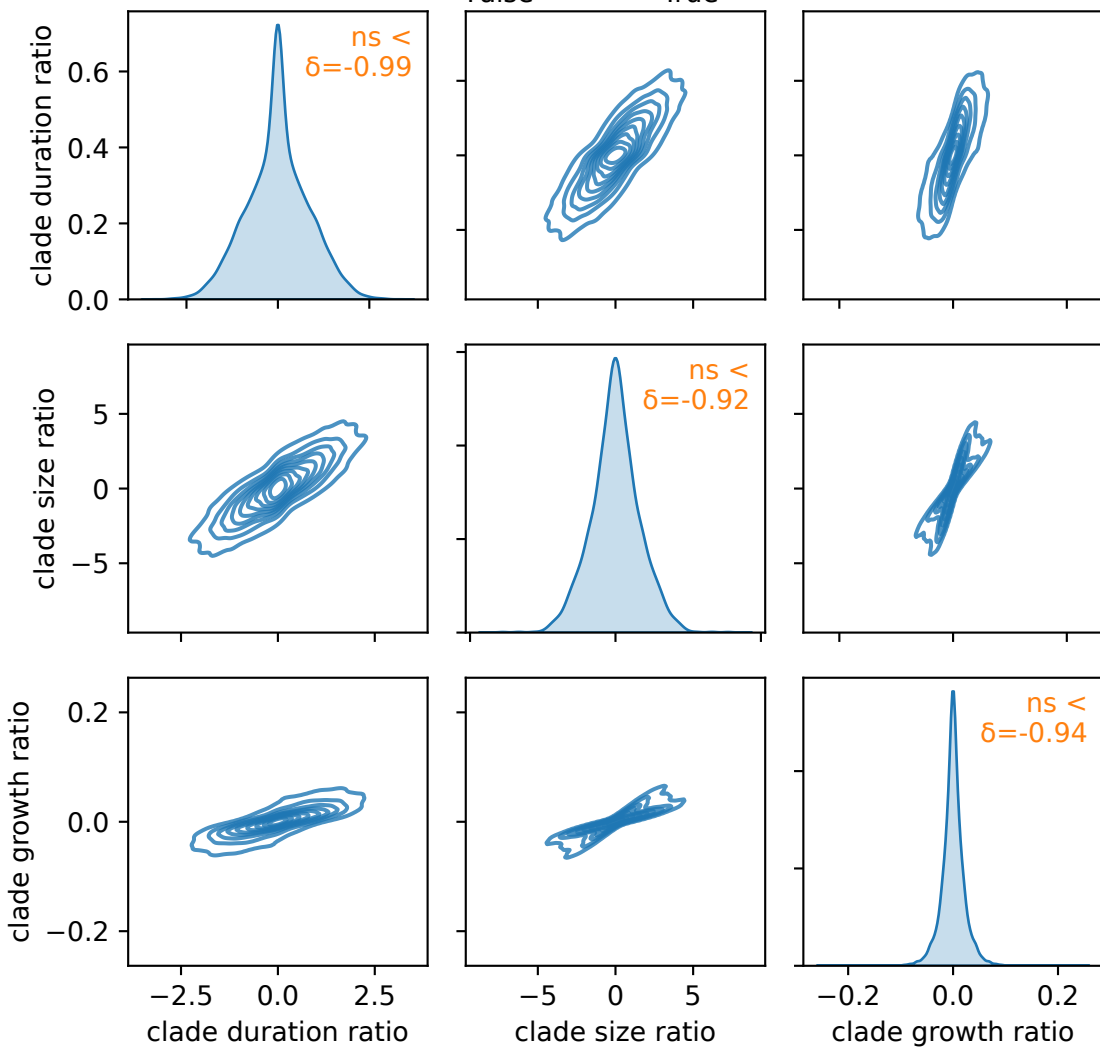 True
clade duration ratio
0.6
0.4
0.2
0.0
ns <
δ=-0.99
clade size ratio
5
0
−5
ns <
δ=-0.92
clade growth ratio
0.2
0.0
−0.2
ns <
δ=-0.94
−2.5 0.0 2.5
−5 0 5
−0.2 0.0 0.2
clade duration ratio
clade size ratio
clade growth ratio